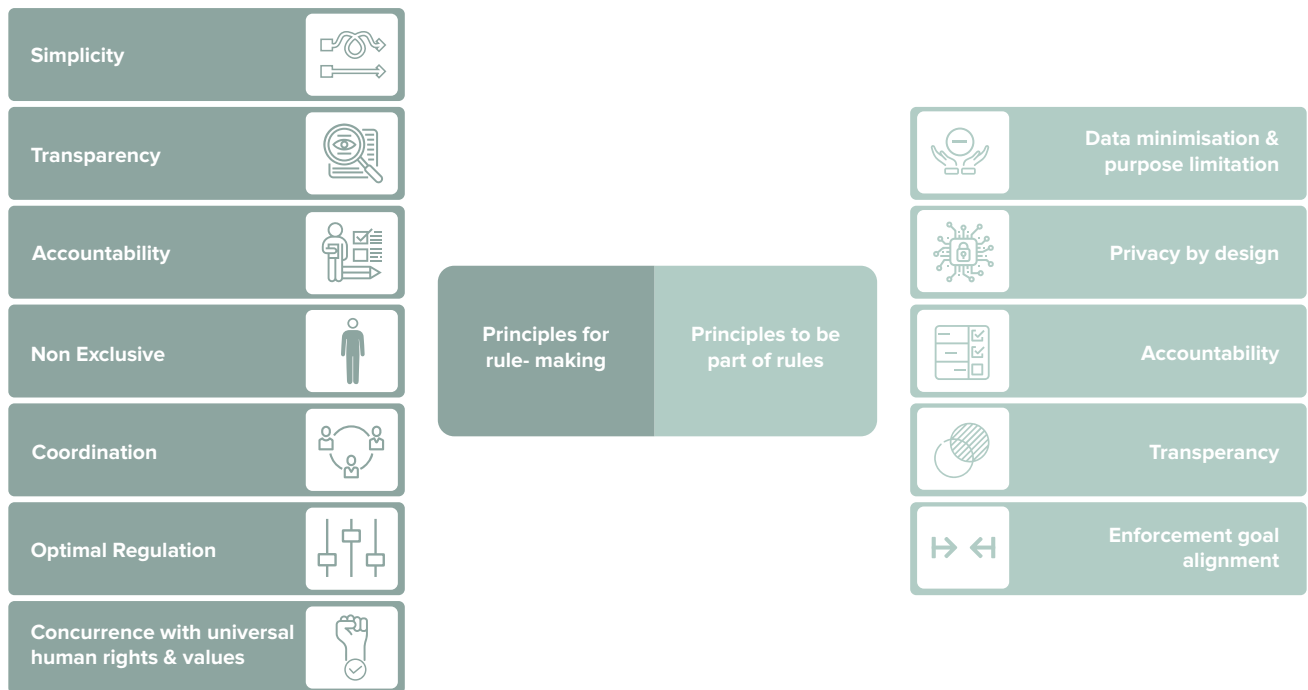 Simplicity
Transparency
Accountability
Non Exclusive
Coordination
Optimal Regulation
Concurrence with universal
human rights & values
Principles for
rule- making
Principles to be
part of rules
Data minimisation &
purpose limitation
Privacy by design
Accountability
Transperancy
Enforcement goal
alignment